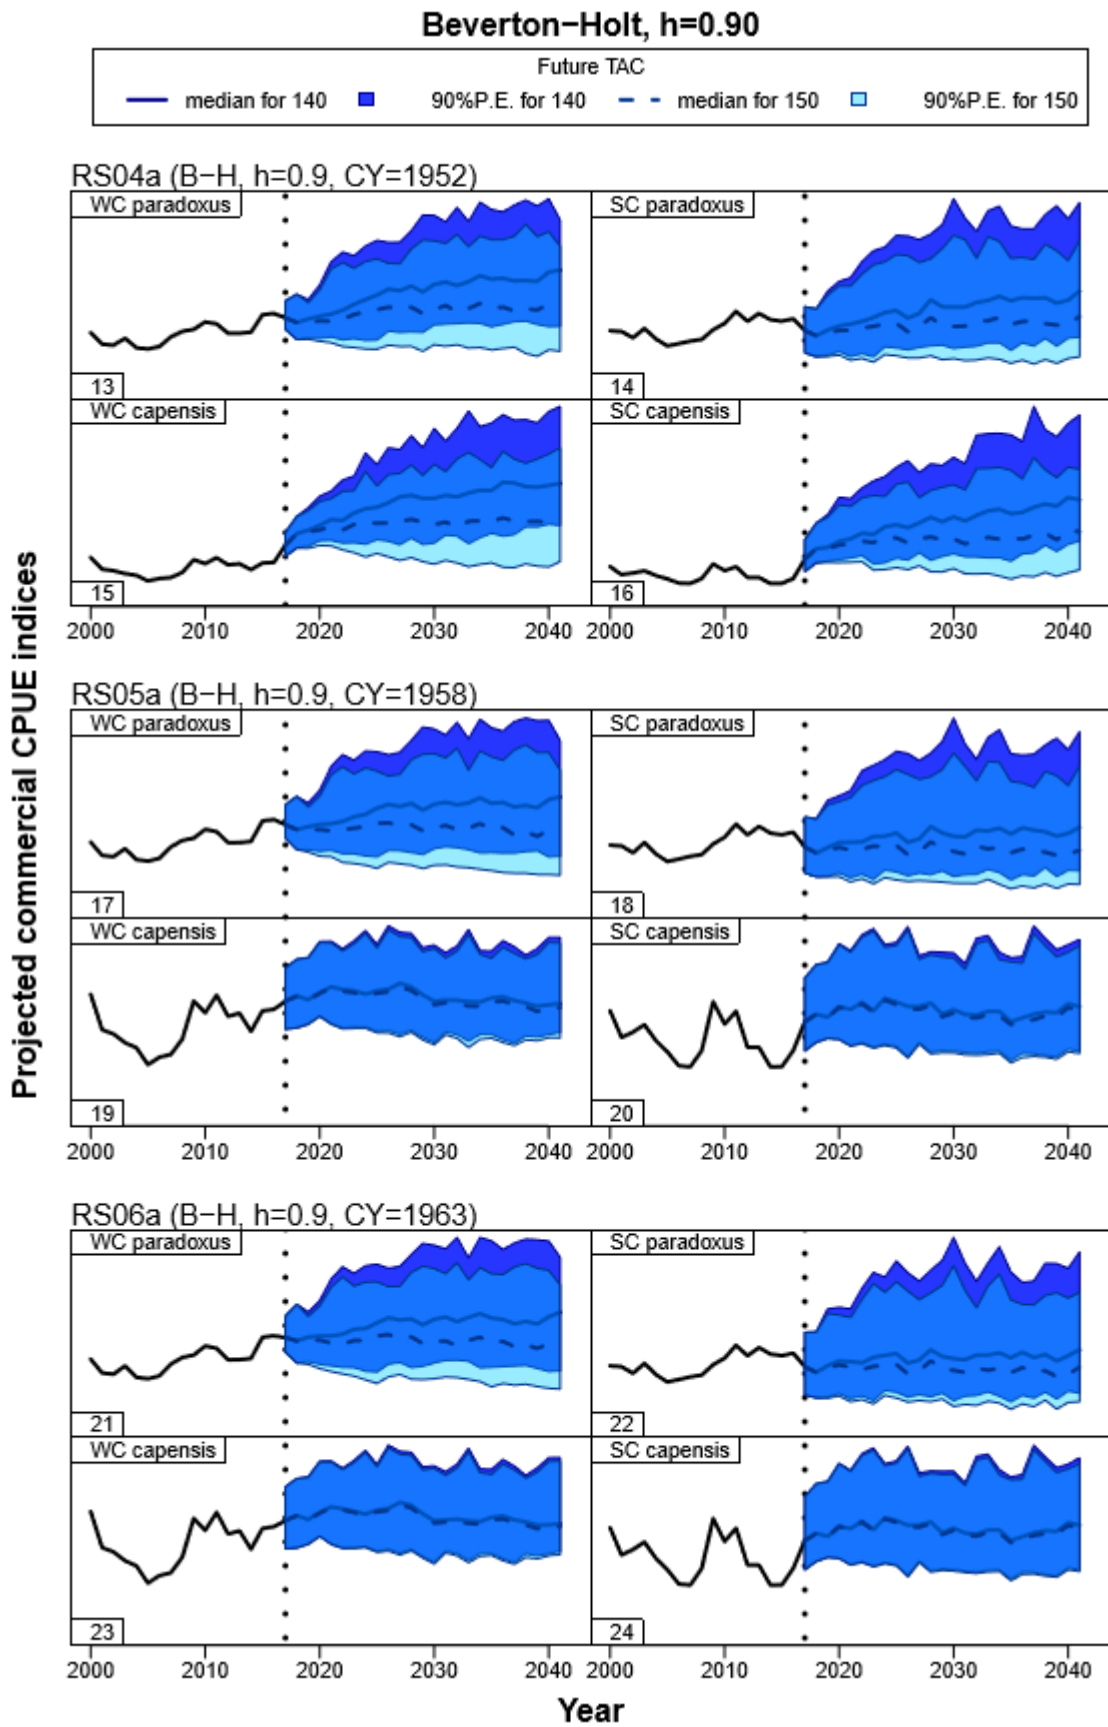 Beverton−Holt, h=0.90
Future TAC
median for 140 90%P.E. for 140 median for 150 90%P.E. for 150
RS04a (B−H, h=0.9, CY=1952)
WC paradoxus SC paradoxus
13 14
WC capensis SC capensis
15 16
2000 2010 2020 2030 2040 2000 2010 2020 2030 2040
RS05a (B−H, h=0.9, CY=1958)
WC paradoxus SC paradoxus
17 18
WC capensis SC capensis
19 20
2000 2010 2020 2030 2040 2000 2010 2020 2030 2040
RS06a (B−H, h=0.9, CY=1963)
WC paradoxus SC paradoxus
21 22
WC capensis SC capensis
23 24
2000 2010 2020 2030 2040 2000 2010 2020 2030 2040
Year
Projected commercial CPUE indices